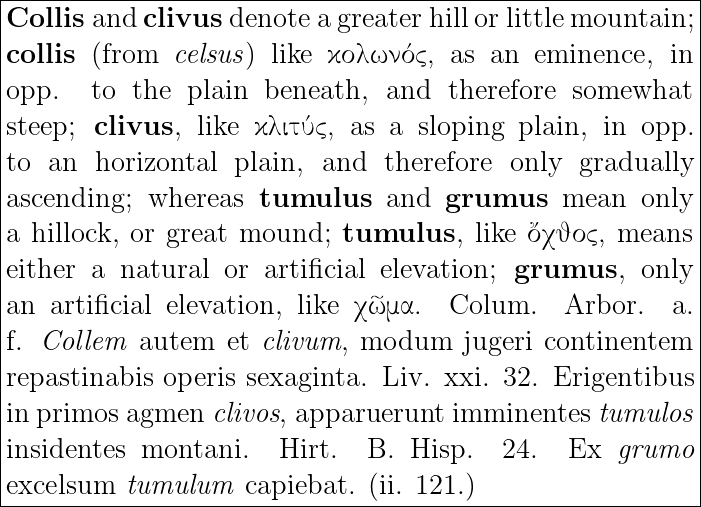 Collis and clivus denote a greater hill or little mountain;
collis (from celsus) like κολωνός, as an eminence, in
opp. to the plain beneath, and therefore somewhat
steep; clivus, like κλιτύς, as a sloping plain, in opp.
to an horizontal plain, and therefore only gradually
ascending; whereas tumulus and grumus mean only
a hillock, or great mound; tumulus, like ὄχθος, means
either a natural or artificial elevation; grumus, only
an artificial elevation, like χῶμα. Colum. Arbor. a.
f. Collem autem et clivum, modum jugeri continentem
repastinabis operis sexaginta. Liv. xxi. 32. Erigentibus
in primos agmen clivos, apparuerunt imminentes tumulos
insidentes montani. Hirt. B. Hisp. 24. Ex grumo
excelsum tumulum capiebat. (ii. 121.)